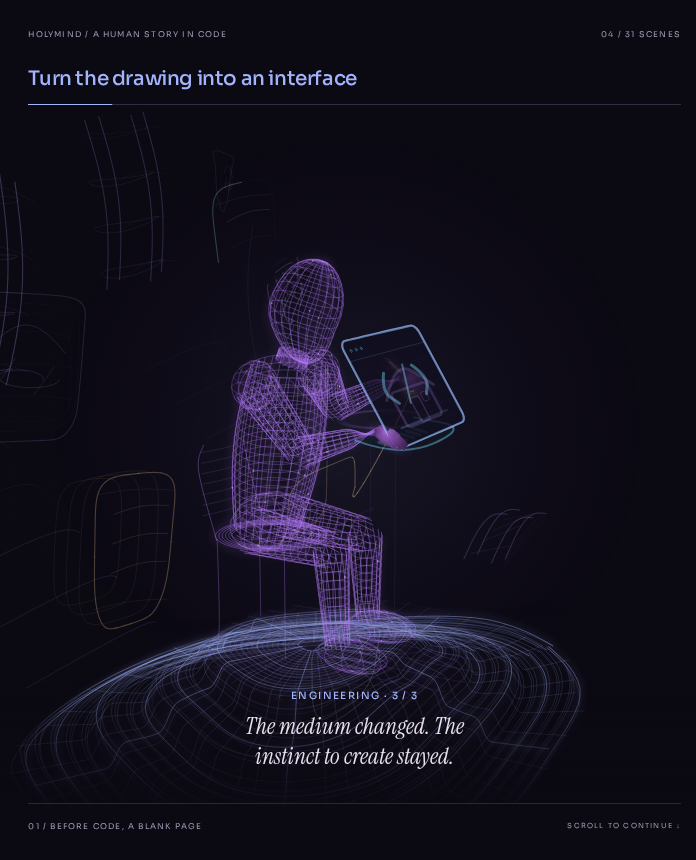 HOLYMIND / A HUMAN STORY IN CODE
04 / 31 SCENES
Turn the drawing into an interface
ENGINEERING · 3 / 3
The medium changed. The
instinct to create stayed.
01 / BEFORE CODE, A BLANK PAGE
SCROLL TO CONTINUE ↓